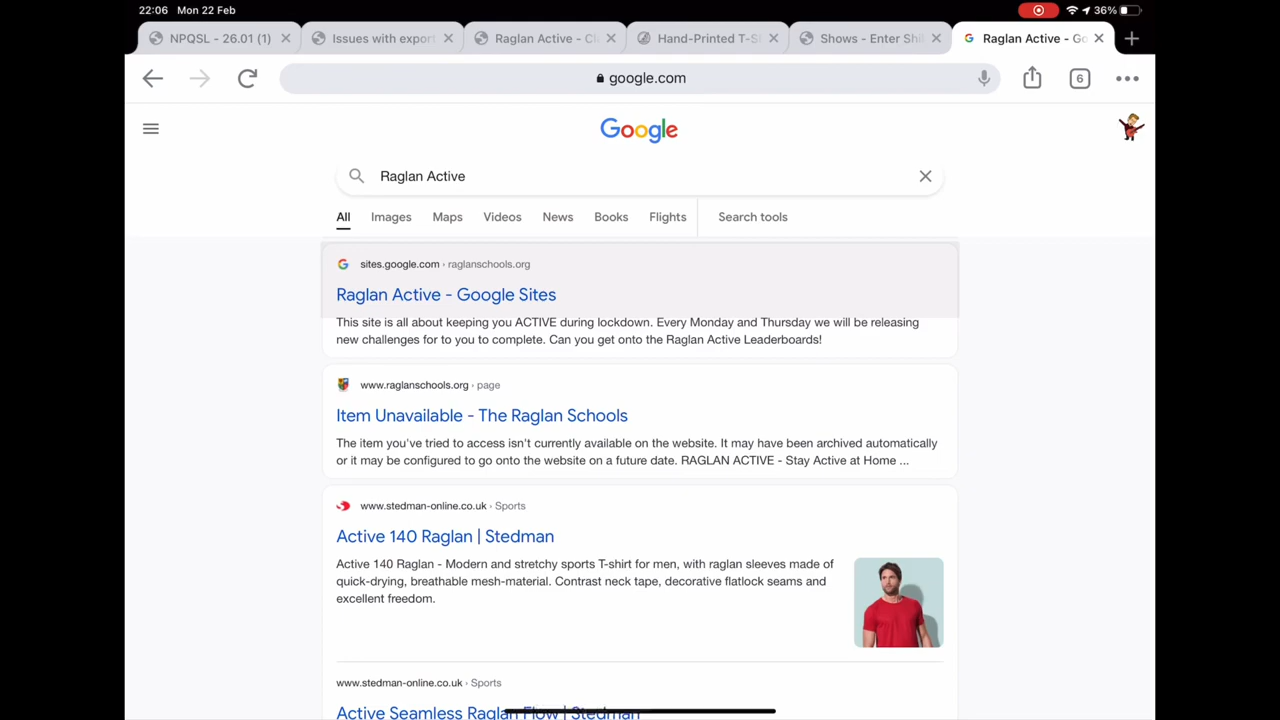 22:06 Mon 22 Feb 36%
NPQSL - 26.01 (1) Issues with expor Raglan Active - Cl Hand-Printed T-S Shows - Enter Shi Raglan Active - Go
google.com 6
Google
Raglan Active
All Images Maps Videos News Books Flights Search tools
sites.google.com › raglanschools.org
Raglan Active - Google Sites
This site is all about keeping you ACTIVE during lockdown. Every Monday and Thursday we will be releasing
new challenges for to you to complete. Can you get onto the Raglan Active Leaderboards!
www.raglanschools.org › page
Item Unavailable - The Raglan Schools
The item you've tried to access isn't currently available on the website. It may have been archived automatically
or it may be configured to go onto the website on a future date. RAGLAN ACTIVE - Stay Active at Home ...
www.stedman-online.co.uk › Sports
Active 140 Raglan | Stedman
Active 140 Raglan - Modern and stretchy sports T-shirt for men, with raglan sleeves made of
quick-drying, breathable mesh-material. Contrast neck tape, decorative flatlock seams and
excellent freedom.
www.stedman-online.co.uk › Sports
Active Seamless Raglan Flow | Stedman